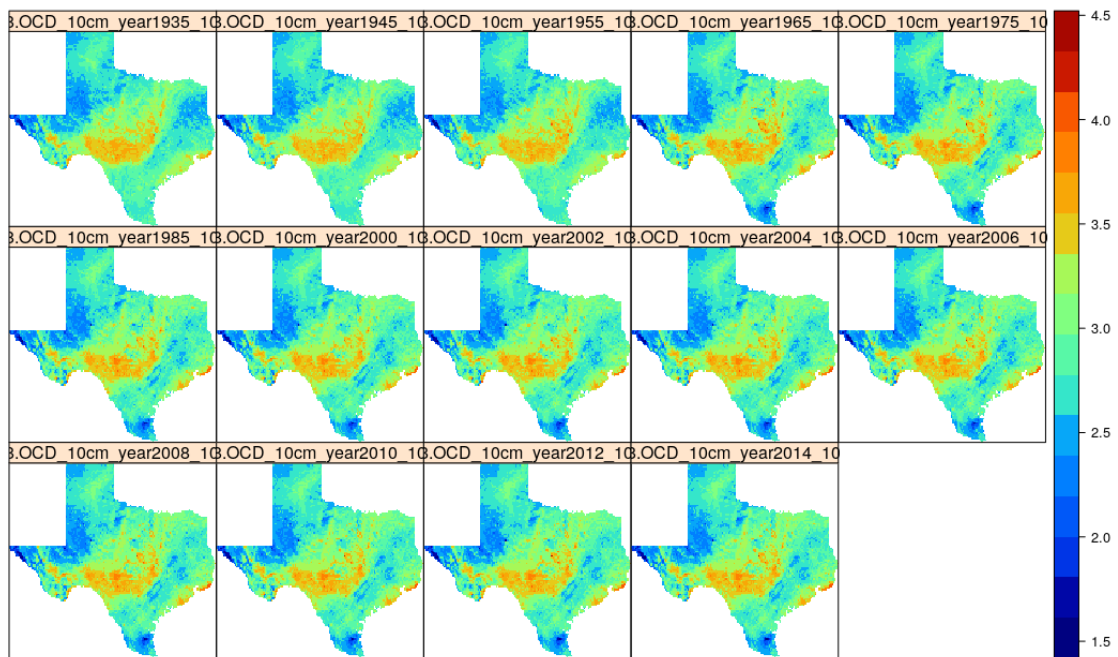 3.OCD_10cm_year1935_10
3.OCD_10cm_year1945_10
3.OCD_10cm_year1955_10
3.OCD_10cm_year1965_10
3.OCD_10cm_year1975_10
3.OCD_10cm_year1985_10
3.OCD_10cm_year2000_10
3.OCD_10cm_year2002_10
3.OCD_10cm_year2004_10
3.OCD_10cm_year2006_10
3.OCD_10cm_year2008_10
3.OCD_10cm_year2010_10
3.OCD_10cm_year2012_10
3.OCD_10cm_year2014_10
4.5
4.0
3.5
3.0
2.5
2.0
1.5